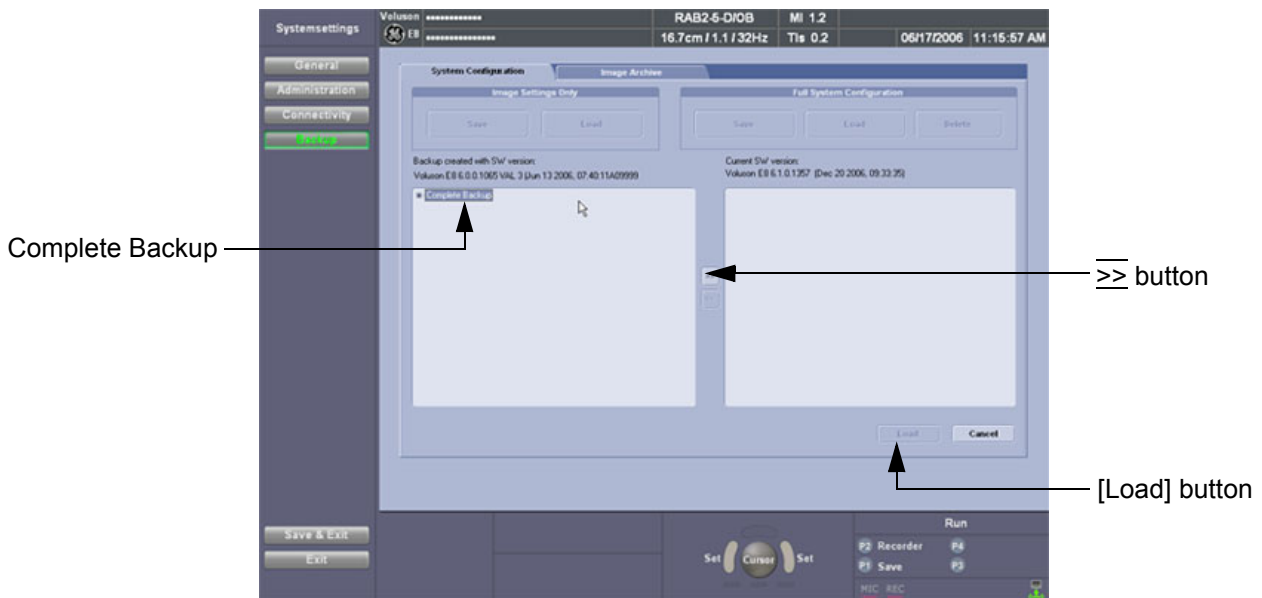 Systemsettings
Voluson
RAB2-5-D/OB
MI 1.2
GE E8
16.7cm / 1.1 / 32Hz
TIs 0.2
06/17/2006
11:15:57 AM
General
Administration
Connectivity
Backup
System Configuration
Image Archive
Image Settings Only
Full System Configuration
Save
Load
Save
Load
Delete
Backup created with SW version:
Voluson E8 6.0.0.1065 VAL 3 (Jun 13 2006, 07:40:11A09999
Current SW version:
Voluson E8 6.1.0.1357 (Dec 20 2006, 09:33:35)
Complete Backup
Complete Backup
>> button
Load
Cancel
[Load] button
Save & Exit
Exit
Set
Cursor
Set
Run
P2 Recorder
P4
P1 Save
P3
MIC REC